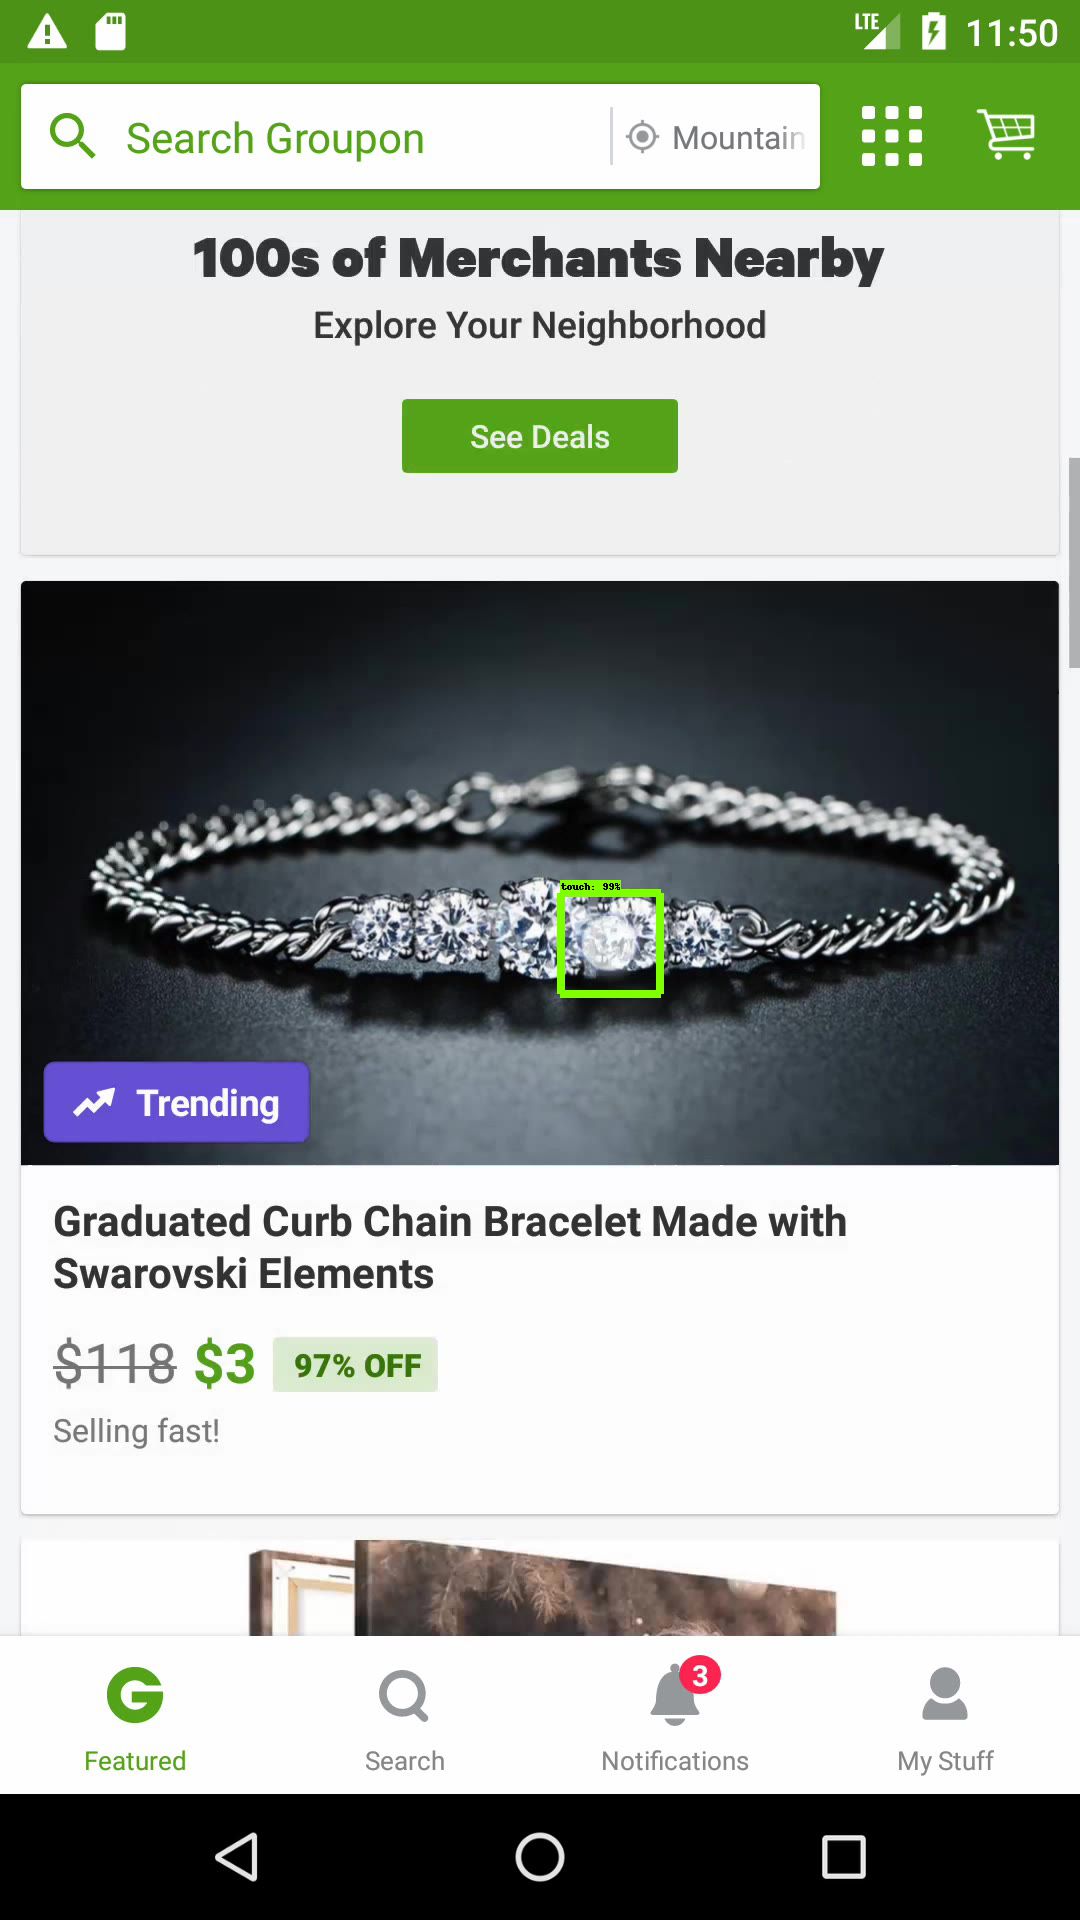 LTE 11:50
Search Groupon
Mountain
100s of Merchants Nearby
Explore Your Neighborhood
See Deals
touch: 99%
Trending
Graduated Curb Chain Bracelet Made with
Swarovski Elements
$118 $3 97% OFF
Selling fast!
3
Featured
Search
Notifications
My Stuff